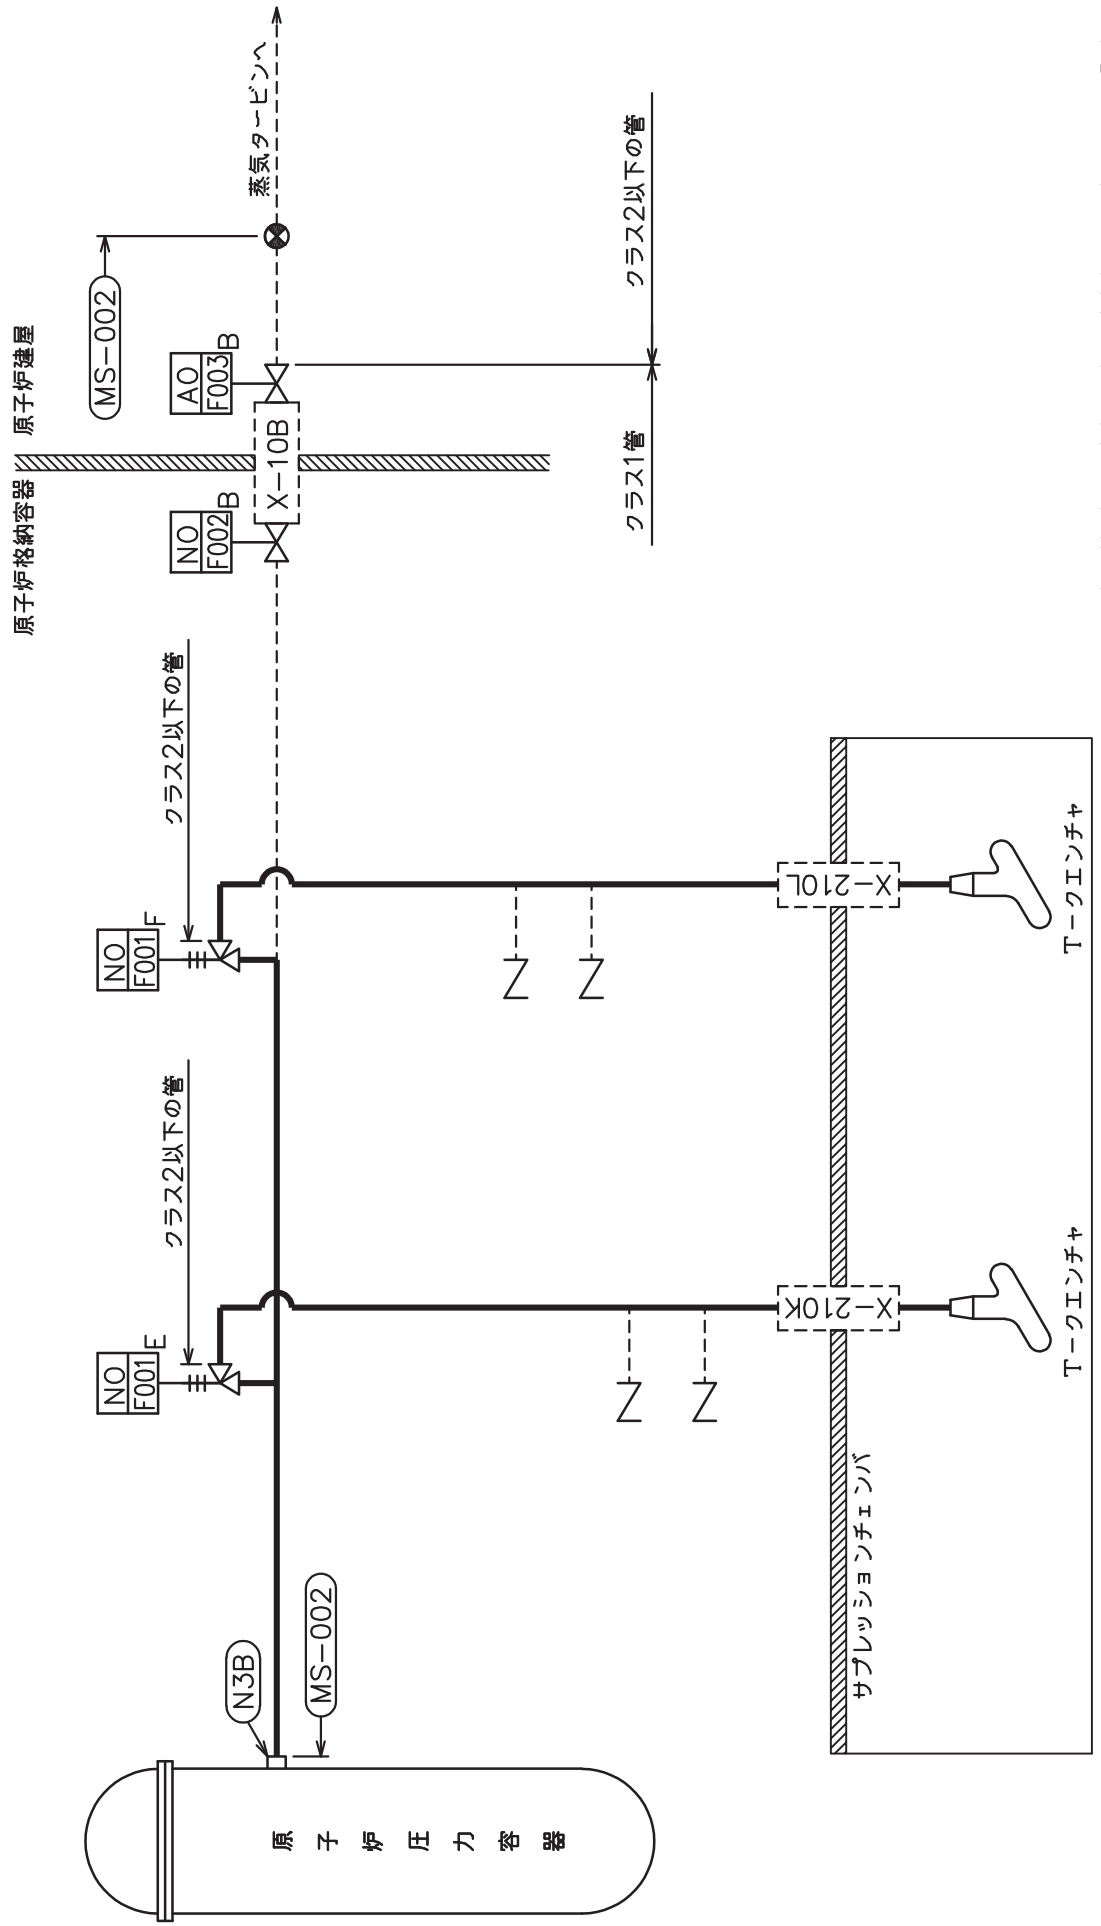 原子炉格納容器
原子炉建屋
MS-002
NO
F001
E
クラス2以下の管
NO
F001
F
クラス2以下の管
NO
F002
B
X-10B
AO
F003
B
蒸気タービンへ
N3B
MS-002
原子炉圧力容器
クラス1管
クラス2以下の管
X-210K
X-210L
サプレッションチェンバ
T-クエンチャ
T-クエンチャ